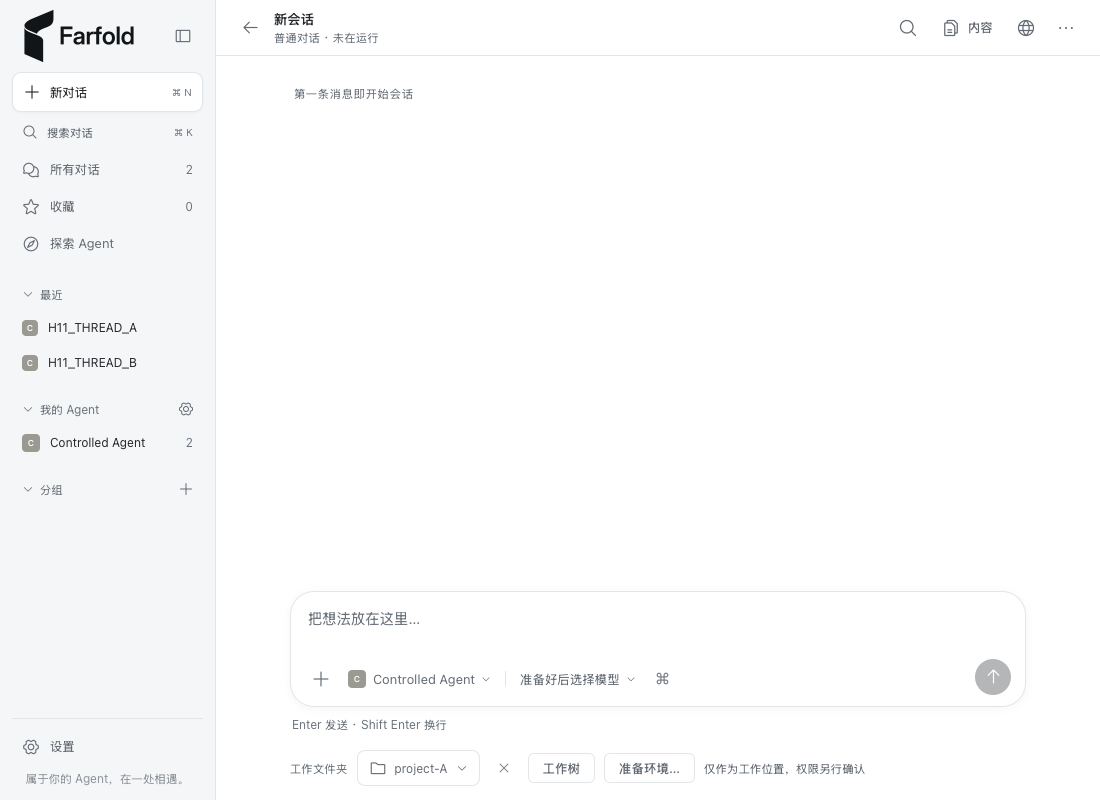 Farfold
新对话 ⌘ N
搜索对话 ⌘ K
所有对话 2
收藏 0
探索 Agent
最近
C H11_THREAD_A
C H11_THREAD_B
我的 Agent
C Controlled Agent 2
分组
设置
属于你的 Agent，在一处相遇。
新会话
普通对话 · 未在运行
内容
第一条消息即开始会话
把想法放在这里...
C Controlled Agent 准备好后选择模型 ⌘
Enter 发送 · Shift Enter 换行
工作文件夹 project-A 工作树 准备环境... 仅作为工作位置，权限另行确认